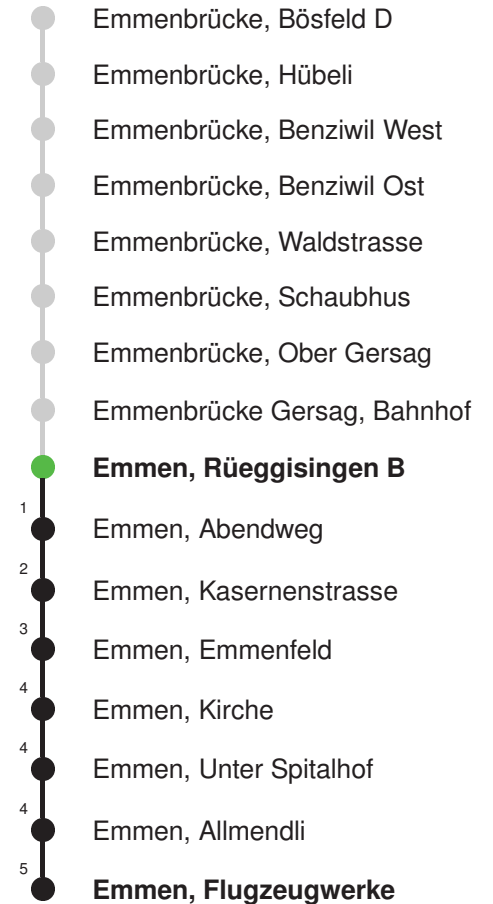 Emmenbrücke, Bösfeld D
Emmenbrücke, Hübeli
Emmenbrücke, Benziwil West
Emmenbrücke, Benziwil Ost
Emmenbrücke, Waldstrasse
Emmenbrücke, Schaubhus
Emmenbrücke, Ober Gersag
Emmenbrücke Gersag, Bahnhof
Emmen, Rüeggisingen B
1 Emmen, Abendweg
2 Emmen, Kasernenstrasse
3 Emmen, Emmenfeld
4 Emmen, Kirche
4 Emmen, Unter Spitalhof
4 Emmen, Allmendli
5 Emmen, Flugzeugwerke